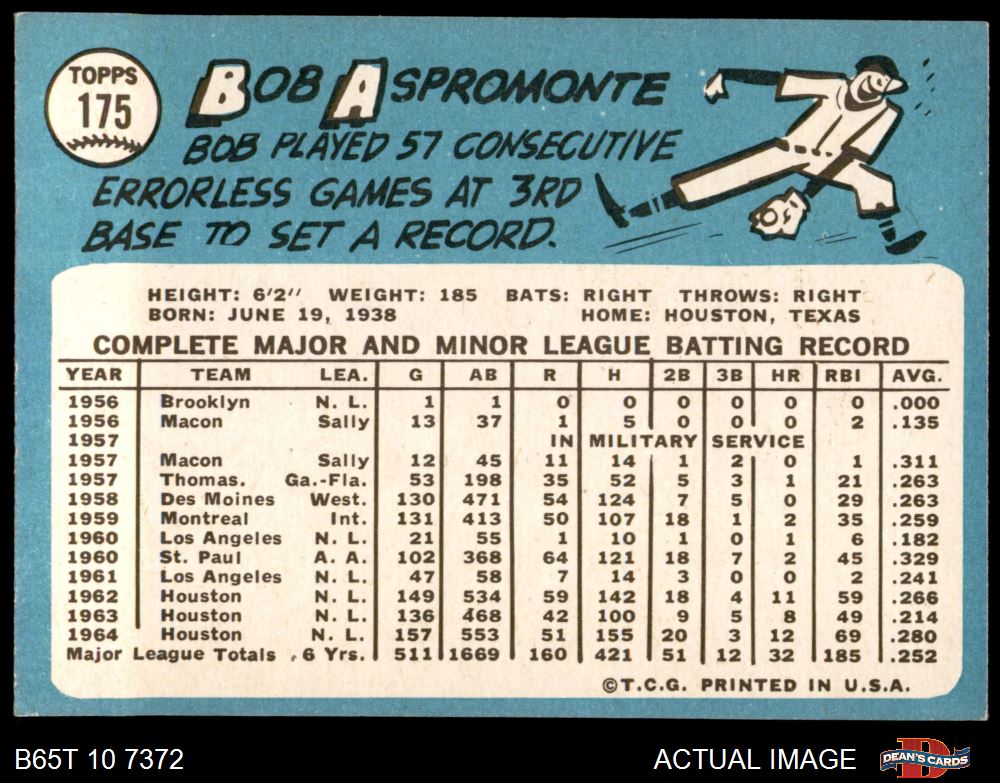 TOPPS
175
BOB ASPROMONTE
BOB PLAYED 57 CONSECUTIVE
ERRORLESS GAMES AT 3RD
BASE TO SET A RECORD.
HEIGHT: 6'2" WEIGHT: 185 BATS: RIGHT THROWS: RIGHT
BORN: JUNE 19, 1938 HOME: HOUSTON, TEXAS
COMPLETE MAJOR AND MINOR LEAGUE BATTING RECORD
YEAR TEAM LEA. G AB R H 2B 3B HR RBI AVG.
1956 Brooklyn N. L. 1 1 0 0 0 0 0 0 .000
1956 Macon Sally 13 37 1 5 0 0 0 2 .135
1957 IN MILITARY SERVICE
1957 Macon Sally 12 45 11 14 1 2 0 1 .311
1957 Thomas. Ga.-Fla. 53 198 35 52 5 3 1 21 .263
1958 Des Moines West. 130 471 54 124 7 5 0 29 .263
1959 Montreal Int. 131 413 50 107 18 1 2 35 .259
1960 Los Angeles N. L. 21 55 1 10 1 0 1 6 .182
1960 St. Paul A. A. 102 368 64 121 18 7 2 45 .329
1961 Los Angeles N. L. 47 58 7 14 3 0 0 2 .241
1962 Houston N. L. 149 534 59 142 18 4 11 59 .266
1963 Houston N. L. 136 468 42 100 9 5 8 49 .214
1964 Houston N. L. 157 553 51 155 20 3 12 69 .280
Major League Totals . 6 Yrs. 511 1669 160 421 51 12 32 185 .252
©T.C.G. PRINTED IN U.S.A.
B65T 10 7372 ACTUAL IMAGE
DEAN'S CARDS